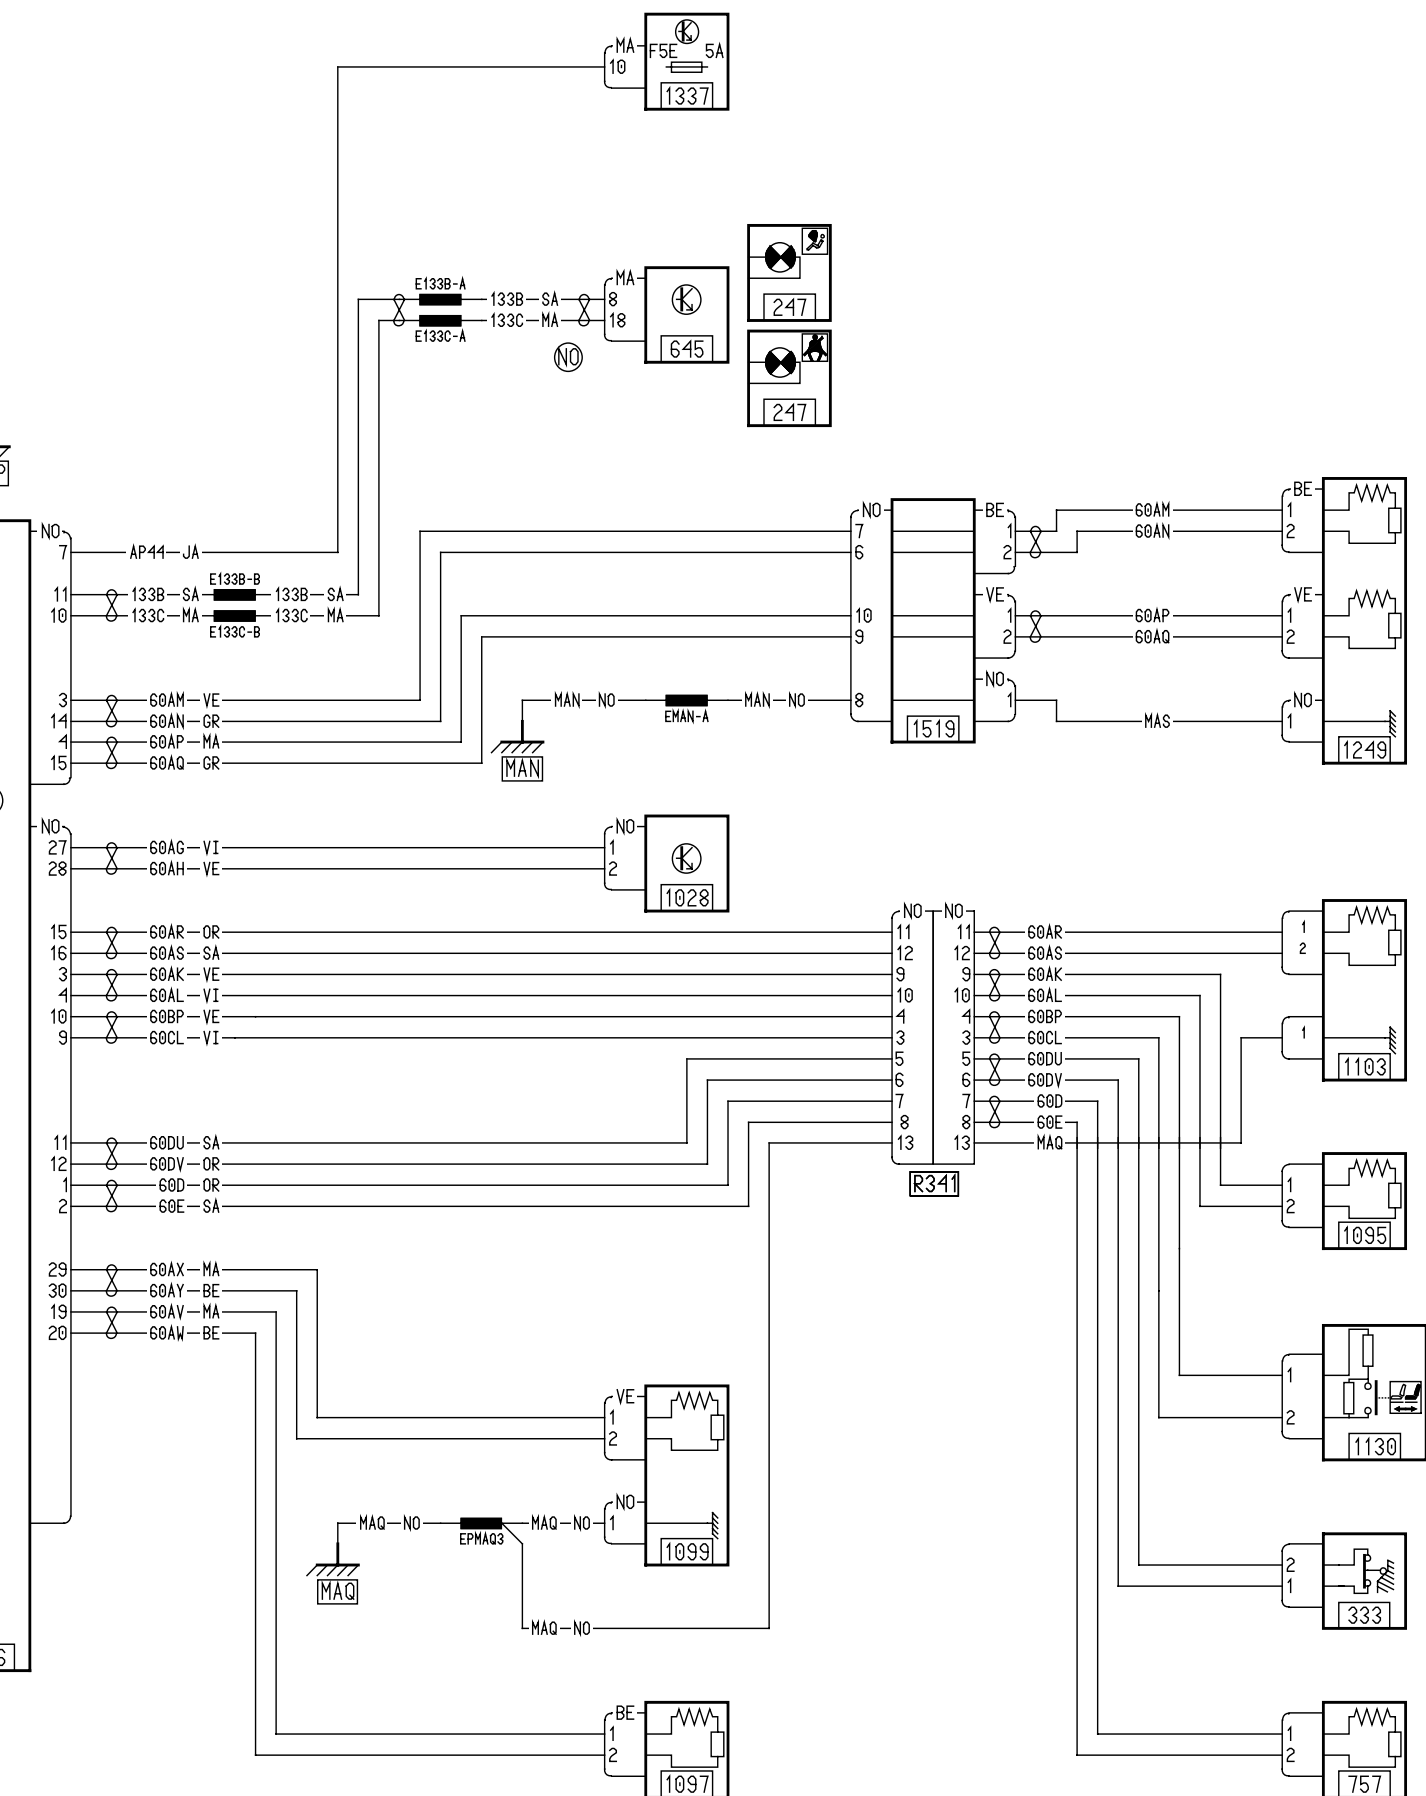 MA
F5E 5A
10
1337
E133B-A
MA
133B SA 8
133C MA 18
E133C-A
NO
645
247
247
NO
7 AP44 JA
E133B-B
11 133B SA 133B SA
10 133C MA 133C MA
E133C-B
3 60AM VE
14 60AN GR
4 60AP MA
15 60AQ GR
NO
7
6
10
9
8
MAN NO MAN NO
EMAN-A
MAN
1519
BE
1
2
VE
1
2
NO
1
60AM
60AN
60AP
60AQ
MAS
BE
1
2
VE
1
2
NO
1
1249
NO
27 60AG VI
28 60AH VE
NO
1
2
1028
15 60AR OR
16 60AS SA
3 60AK VE
4 60AL VI
10 60BP VE
9 60CL VI
11 60DU SA
12 60DV OR
1 60D OR
2 60E SA
NO NO
11 11 60AR
12 12 60AS
9 9 60AK
10 10 60AL
4 4 60BP
3 3 60CL
5 5 60DU
6 6 60DV
7 7 60D
8 8 60E
13 13 MAQ
R341
1
2
1
1103
1
2
1095
1
2
1130
2
1
333
1
2
757
29 60AX MA
30 60AY BE
19 60AV MA
20 60AW BE
VE
1
2
NO
MAQ NO MAQ NO 1
EPMAQ3
1099
MAQ
MAQ NO
BE
1
2
1097